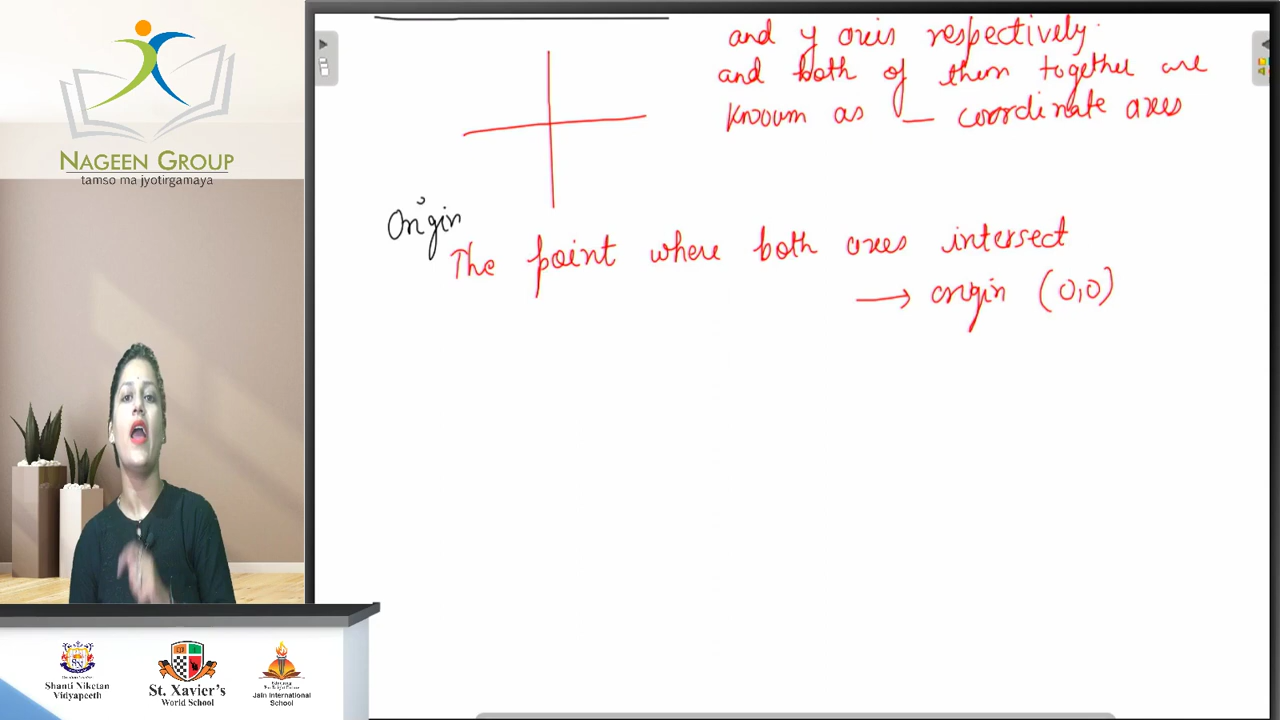 NAGEEN GROUP
tamso ma jyotirgamaya
and y axis respectively.
and both of them together are
known as — coordinate axes
Origin
The point where both axes intersect
→ origin (0,0)
Shanti Niketan
Vidyapeeth
St. Xavier's
World School
Jain International
School